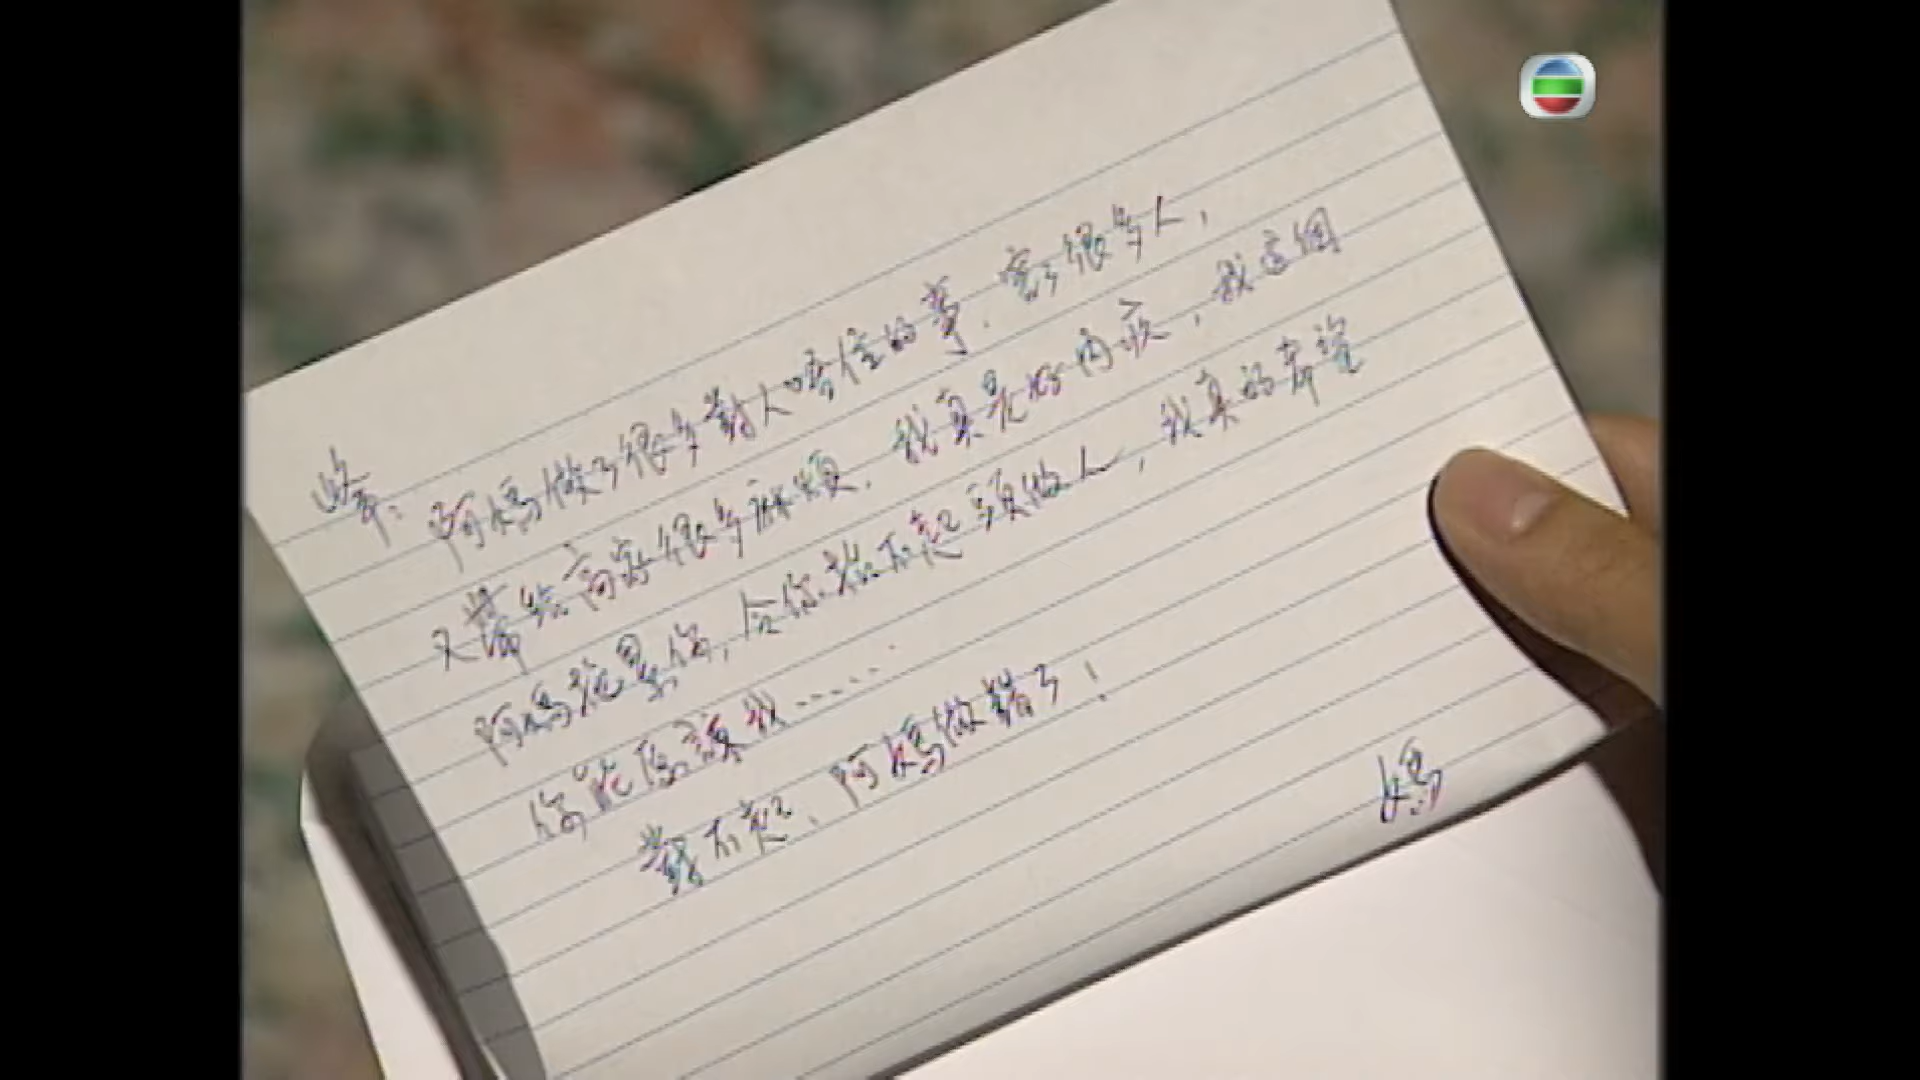 峰：
阿媽做了很多對人唔住的事，害了很多人，
又帶給高家很多麻煩，我真是好內疚，我這個
阿媽拖累你，令你抬不起頭做人，我真的希望
你能原諒我……
對不起，阿媽做錯了！
媽